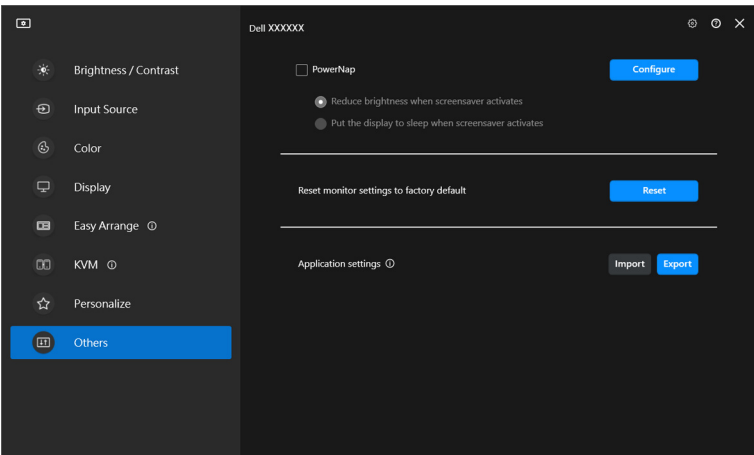 Dell XXXXXX
Brightness / Contrast
Input Source
Color
Display
Easy Arrange
KVM
Personalize
Others
PowerNap
Configure
Reduce brightness when screensaver activates
Put the display to sleep when screensaver activates
Reset monitor settings to factory default
Reset
Application settings
Import
Export